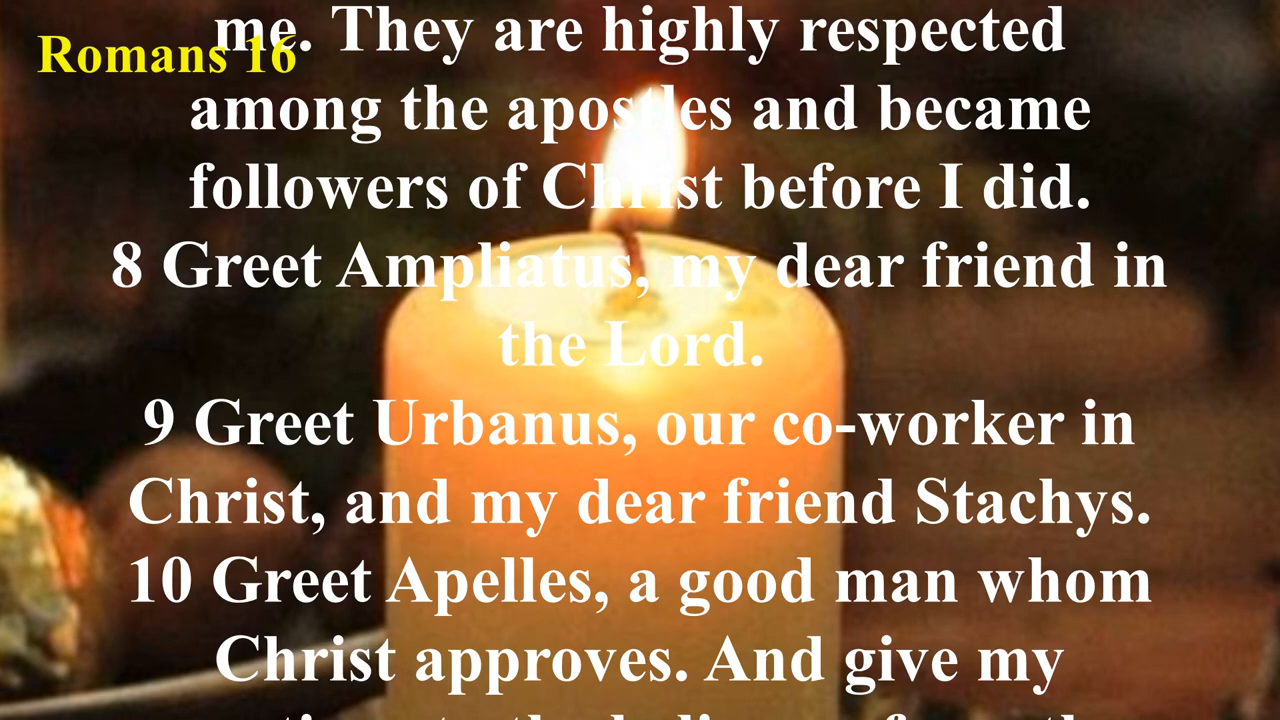 Romans 16
me. They are highly respected
among the apostles and became
followers of Christ before I did.
8 Greet Ampliatus, my dear friend in
the Lord.
9 Greet Urbanus, our co-worker in
Christ, and my dear friend Stachys.
10 Greet Apelles, a good man whom
Christ approves. And give my